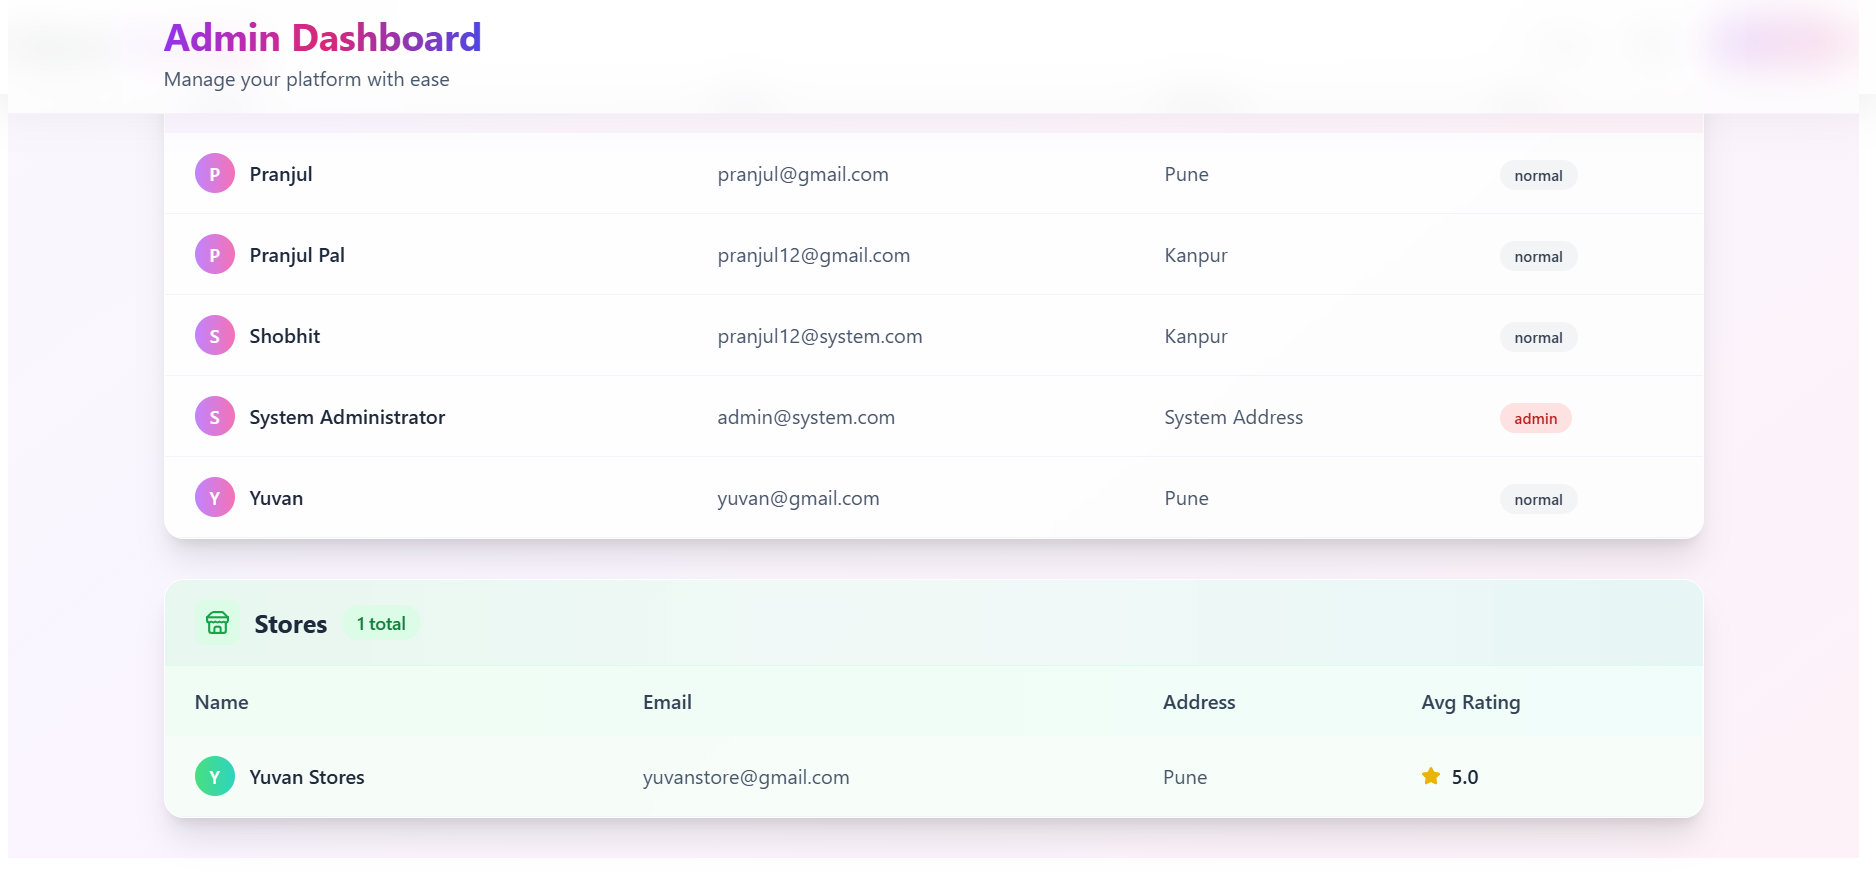 Admin Dashboard
Manage your platform with ease
P Pranjul pranjul@gmail.com Pune normal
P Pranjul Pal pranjul12@gmail.com Kanpur normal
S Shobhit pranjul12@system.com Kanpur normal
S System Administrator admin@system.com System Address admin
Y Yuvan yuvan@gmail.com Pune normal
Stores 1 total
Name Email Address Avg Rating
Y Yuvan Stores yuvanstore@gmail.com Pune 5.0